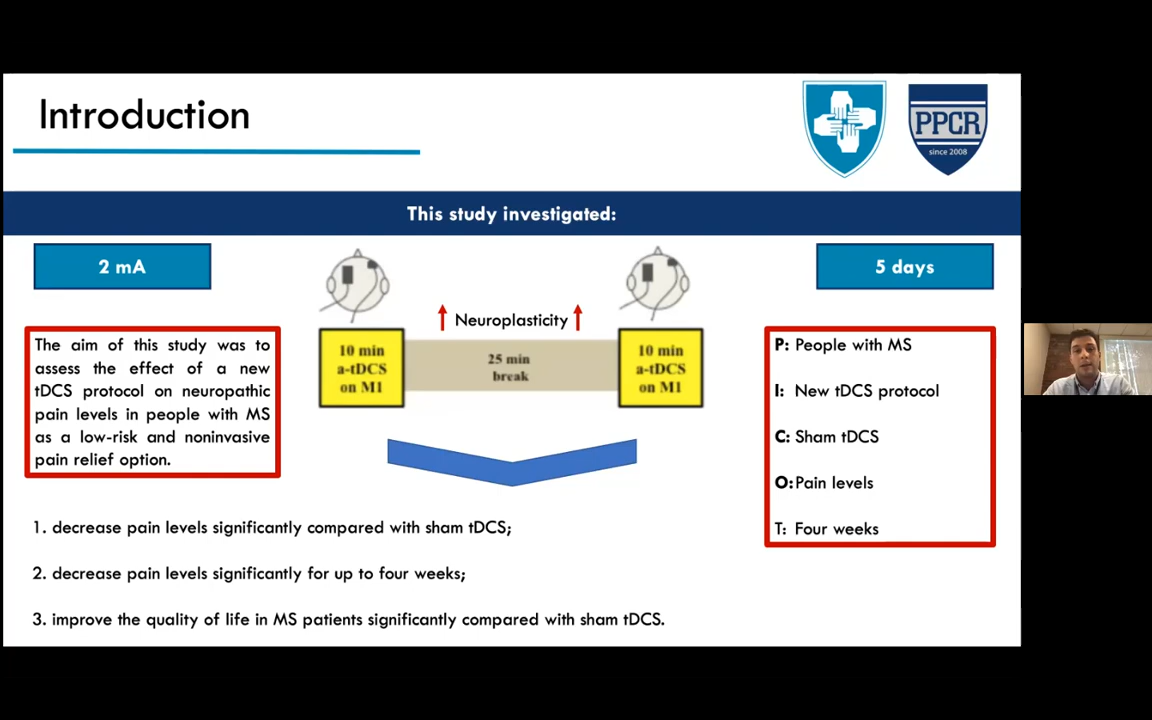 Introduction
PPCR
since 2008
This study investigated:
2 mA
5 days
Neuroplasticity
The aim of this study was to
assess the effect of a new
tDCS protocol on neuropathic
pain levels in people with MS
as a low-risk and noninvasive
pain relief option.
10 min
a-tDCS
on M1
25 min
break
10 min
a-tDCS
on M1
P: People with MS
I: New tDCS protocol
C: Sham tDCS
O: Pain levels
T: Four weeks
1. decrease pain levels significantly compared with sham tDCS;
2. decrease pain levels significantly for up to four weeks;
3. improve the quality of life in MS patients significantly compared with sham tDCS.